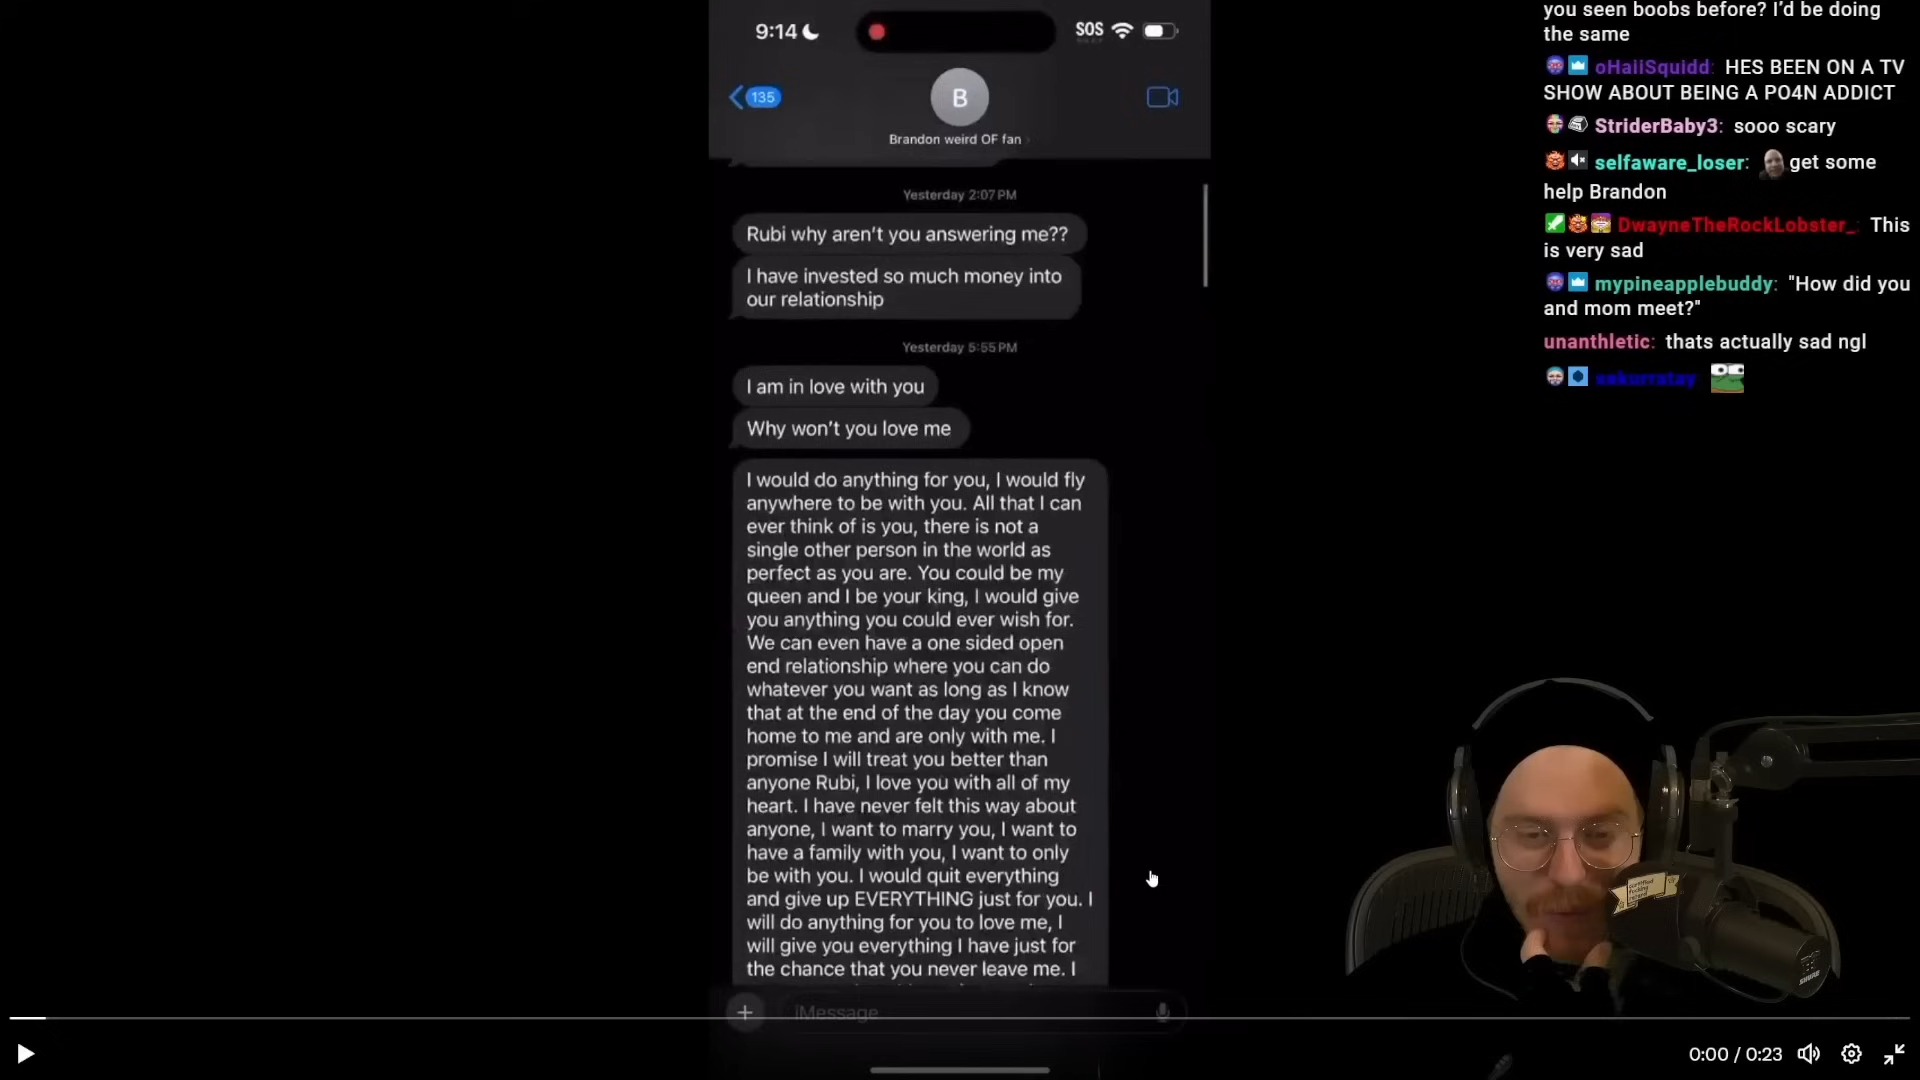 9:14
SOS
135
B
Brandon weird OF fan
Yesterday 2:07 PM
Rubi why aren't you answering me??
I have invested so much money into
our relationship
Yesterday 5:55 PM
I am in love with you
Why won't you love me
I would do anything for you, I would fly
anywhere to be with you. All that I can
ever think of is you, there is not a
single other person in the world as
perfect as you are. You could be my
queen and I be your king, I would give
you anything you could ever wish for.
We can even have a one sided open
end relationship where you can do
whatever you want as long as I know
that at the end of the day you come
home to me and are only with me. I
promise I will treat you better than
anyone Rubi, I love you with all of my
heart. I have never felt this way about
anyone, I want to marry you, I want to
have a family with you, I want to only
be with you. I would quit everything
and give up EVERYTHING just for you. I
will do anything for you to love me, I
will give you everything I have just for
the chance that you never leave me. I
iMessage
you seen boobs before? I'd be doing
the same
oHaiiSquidd: HES BEEN ON A TV
SHOW ABOUT BEING A PO4N ADDICT
StriderBaby3: sooo scary
selfaware_loser: get some
help Brandon
DwayneTheRockLobster_: This
is very sad
mypineapplebuddy: "How did you
and mom meet?"
unanthletic: thats actually sad ngl
SHURE
0:00 / 0:23